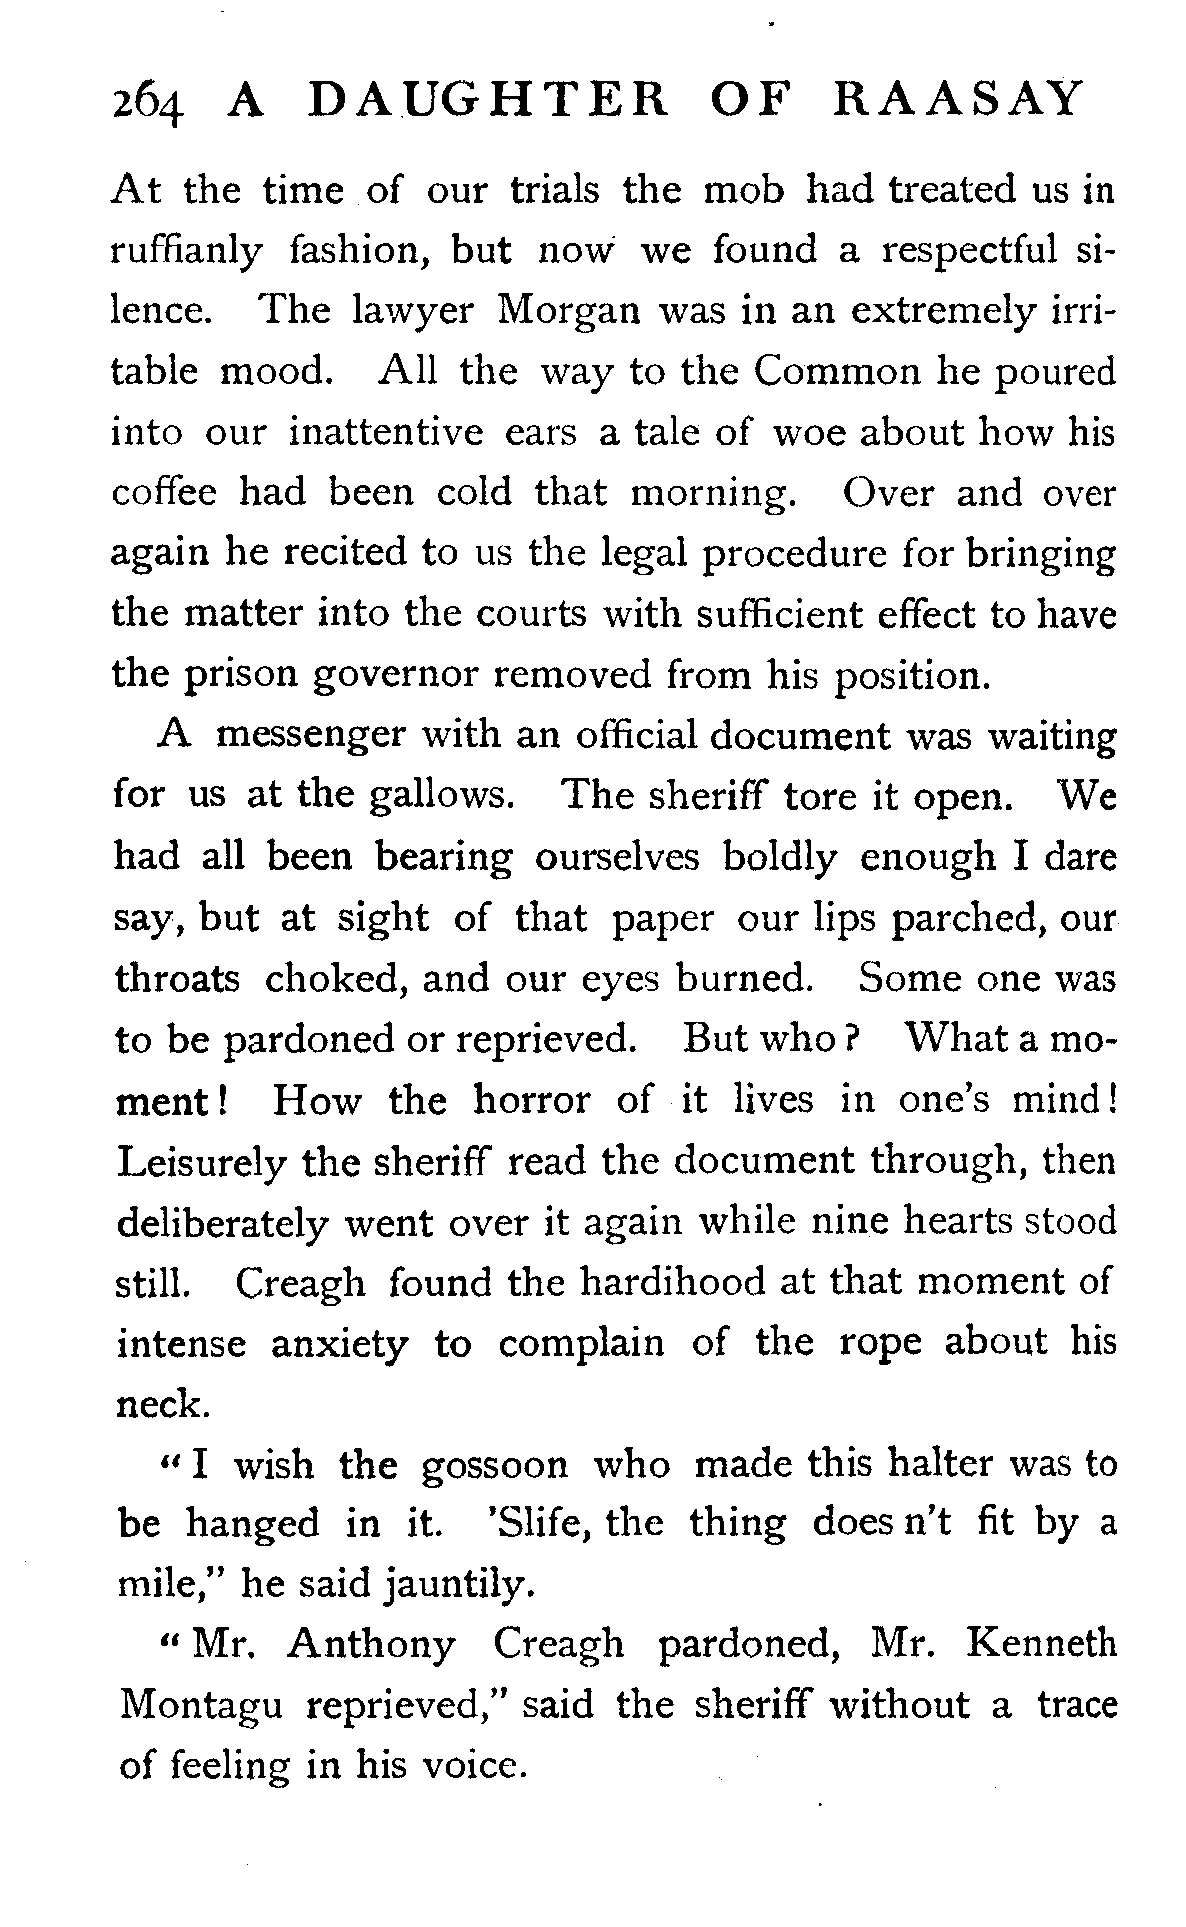 264 A DAUGHTER OF RAASAY
At the time of our trials the mob had treated us in
ruffianly fashion, but now we found a respectful si-
lence. The lawyer Morgan was in an extremely irri-
table mood. All the way to the Common he poured
into our inattentive ears a tale of woe about how his
coffee had been cold that morning. Over and over
again he recited to us the legal procedure for bringing
the matter into the courts with sufficient effect to have
the prison governor removed from his position.
A messenger with an official document was waiting
for us at the gallows. The sheriff tore it open. We
had all been bearing ourselves boldly enough I dare
say, but at sight of that paper our lips parched, our
throats choked, and our eyes burned. Some one was
to be pardoned or reprieved. But who? What a mo-
ment! How the horror of it lives in one's mind!
Leisurely the sheriff read the document through, then
deliberately went over it again while nine hearts stood
still. Creagh found the hardihood at that moment of
intense anxiety to complain of the rope about his
neck.
"I wish the gossoon who made this halter was to
be hanged in it. 'Slife, the thing does n't fit by a
mile," he said jauntily.
"Mr. Anthony Creagh pardoned, Mr. Kenneth
Montagu reprieved," said the sheriff without a trace
of feeling in his voice.